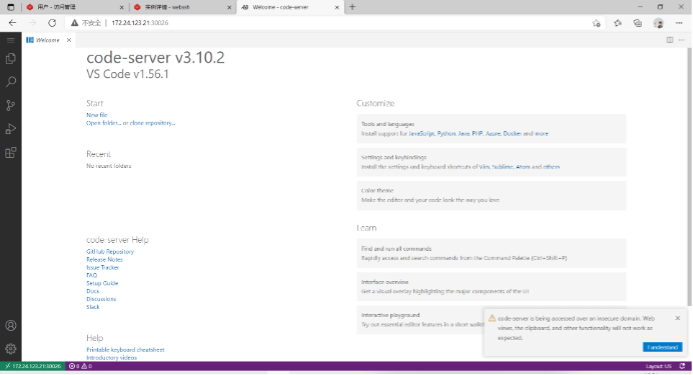 用户 - 访问管理
实例详情 - webssh
Welcome - code-server
不安全 | 172.24.123.21:30026
Welcome
code-server v3.10.2
VS Code v1.56.1
Start
New file
Open folder... or clone repository...
Recent
No recent folders
code-server Help
GitHub Repository
Release Notes
Issue Tracker
FAQ
Setup Guide
Docs
Discussions
Slack
Help
Printable keyboard cheatsheet
Introductory videos
Customize
Tools and languages
Install support for JavaScript, Python, Java, PHP, Azure, Docker and more
Settings and keybindings
Install the settings and keyboard shortcuts of Vim, Sublime, Atom and others
Color theme
Make the editor and your code look the way you love
Learn
Find and run all commands
Rapidly access and search commands from the Command Palette (Ctrl+Shift+P)
Interface overview
Get a visual overlay highlighting the major components of the UI
Interactive playground
Try out essential editor features in a short
code-server is being accessed over an insecure domain. Web
views, the clipboard, and other functionality will not work as
expected.
I understand
172.24.123.21:30026
0
0
Layout: US